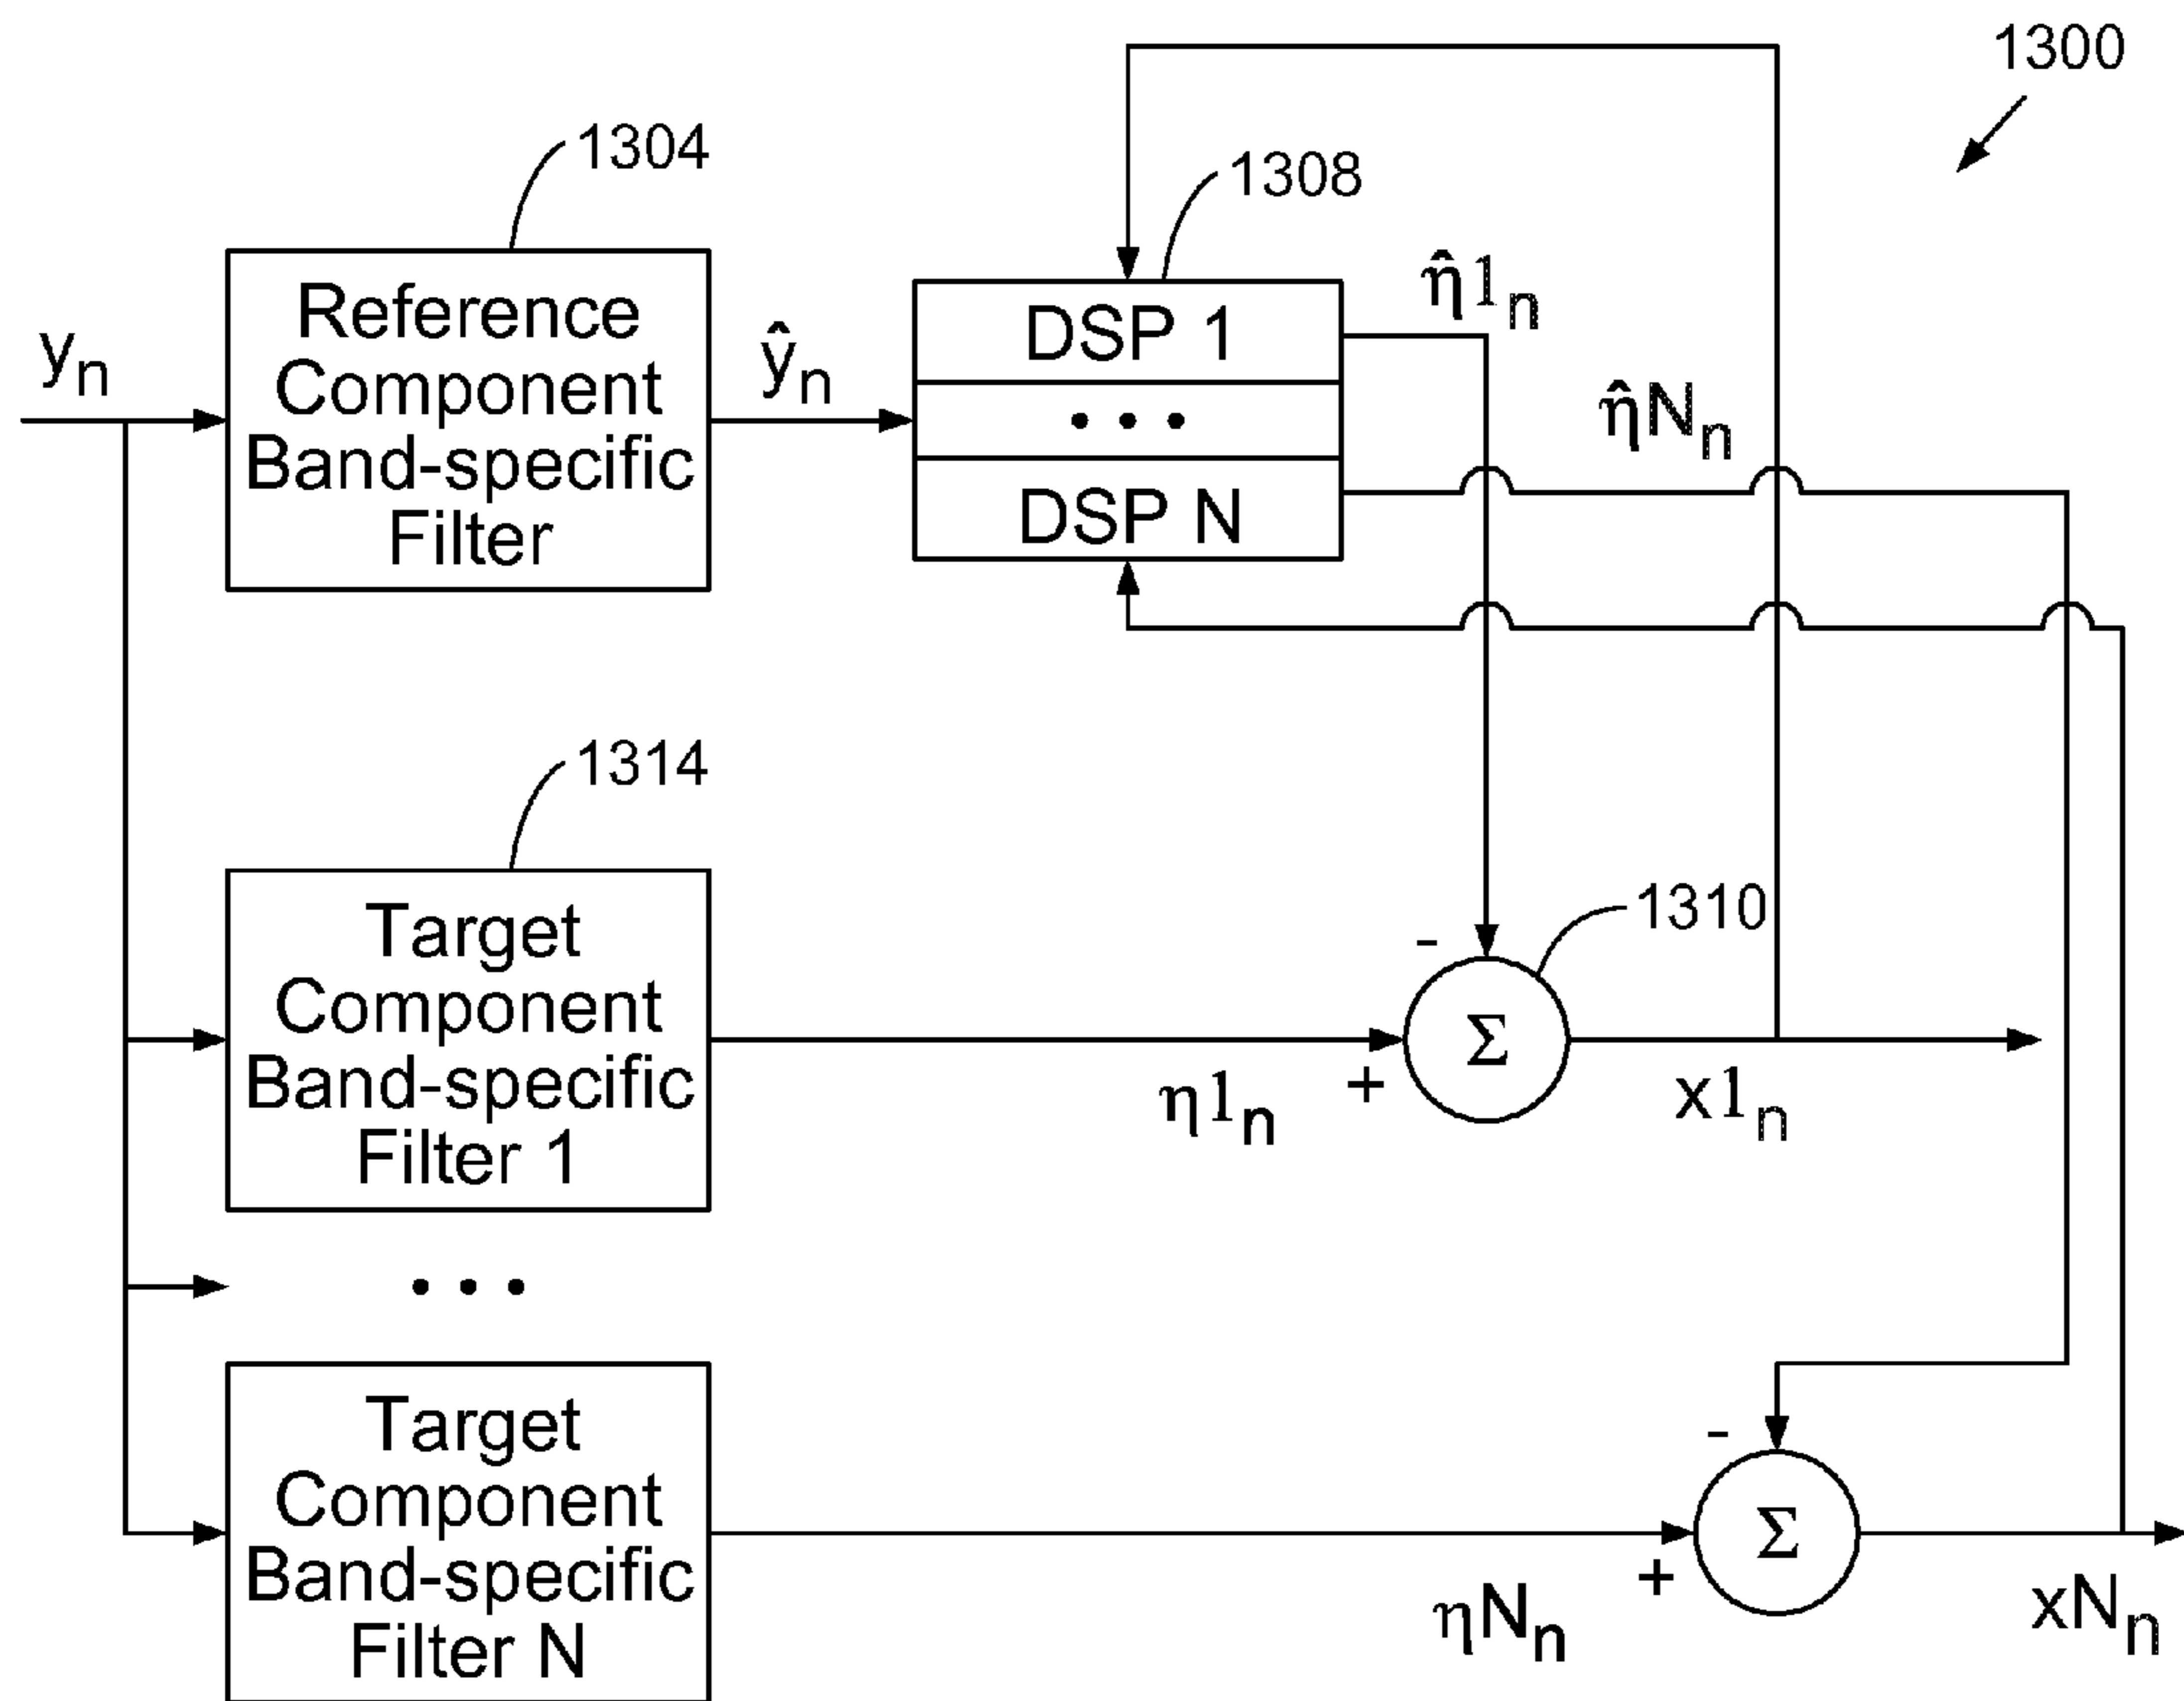 1300
1304
1308
Reference
Component
Band-specific
Filter
yₙ
ŷₙ
DSP 1
• • •
DSP N
η̂1ₙ
η̂Nₙ
1314
Target
Component
Band-specific
Filter 1
1310
-
Σ
+
η1ₙ
x1ₙ
• • •
Target
Component
Band-specific
Filter N
-
Σ
+
ηNₙ
xNₙ